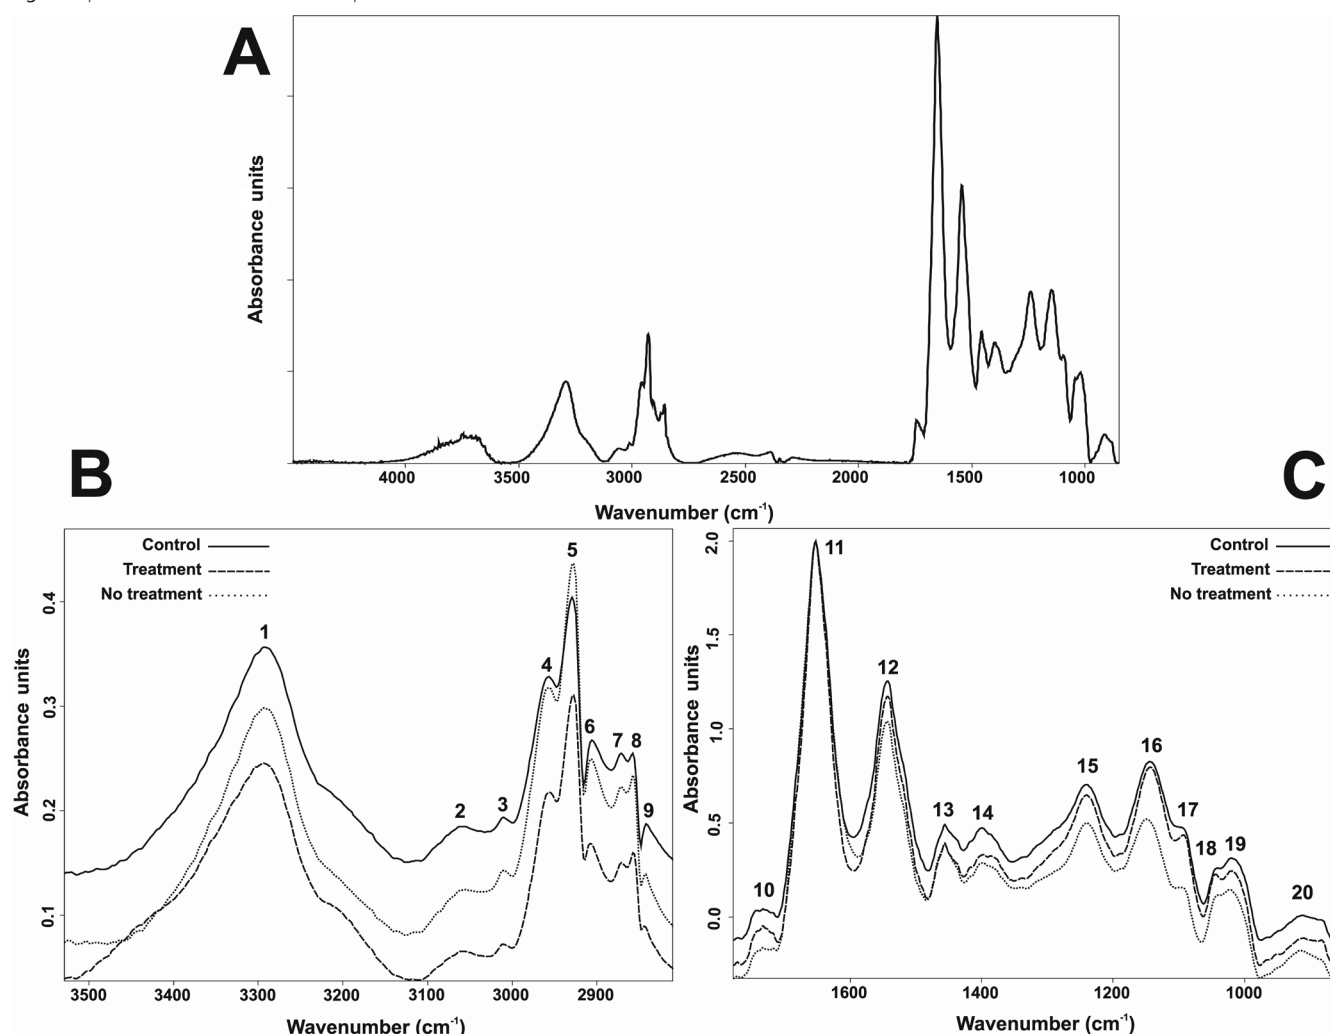 A
Absorbance units
4000 3500 3000 2500 2000 1500 1000
Wavenumber (cm-1)
B
Control
Treatment
No treatment
Absorbance units
0.4
0.3
0.2
0.1
1 2 3 4 5 6 7 8 9
3500 3400 3300 3200 3100 3000 2900
Wavenumber (cm-1)
C
Control
Treatment
No treatment
Absorbance units
2.0
1.5
1.0
0.5
0.0
10 11 12 13 14 15 16 17 18 19 20
1600 1400 1200 1000
Wavenumber (cm-1)